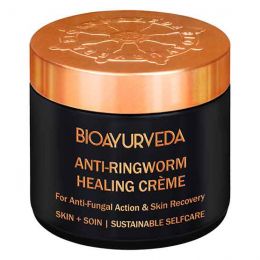 BIOAYURVEDA
ANTI-RINGWORM
HEALING CRÈME
For Anti-Fungal Action & Skin Recovery
SKIN + SOIN | SUSTAINABLE SELFCARE